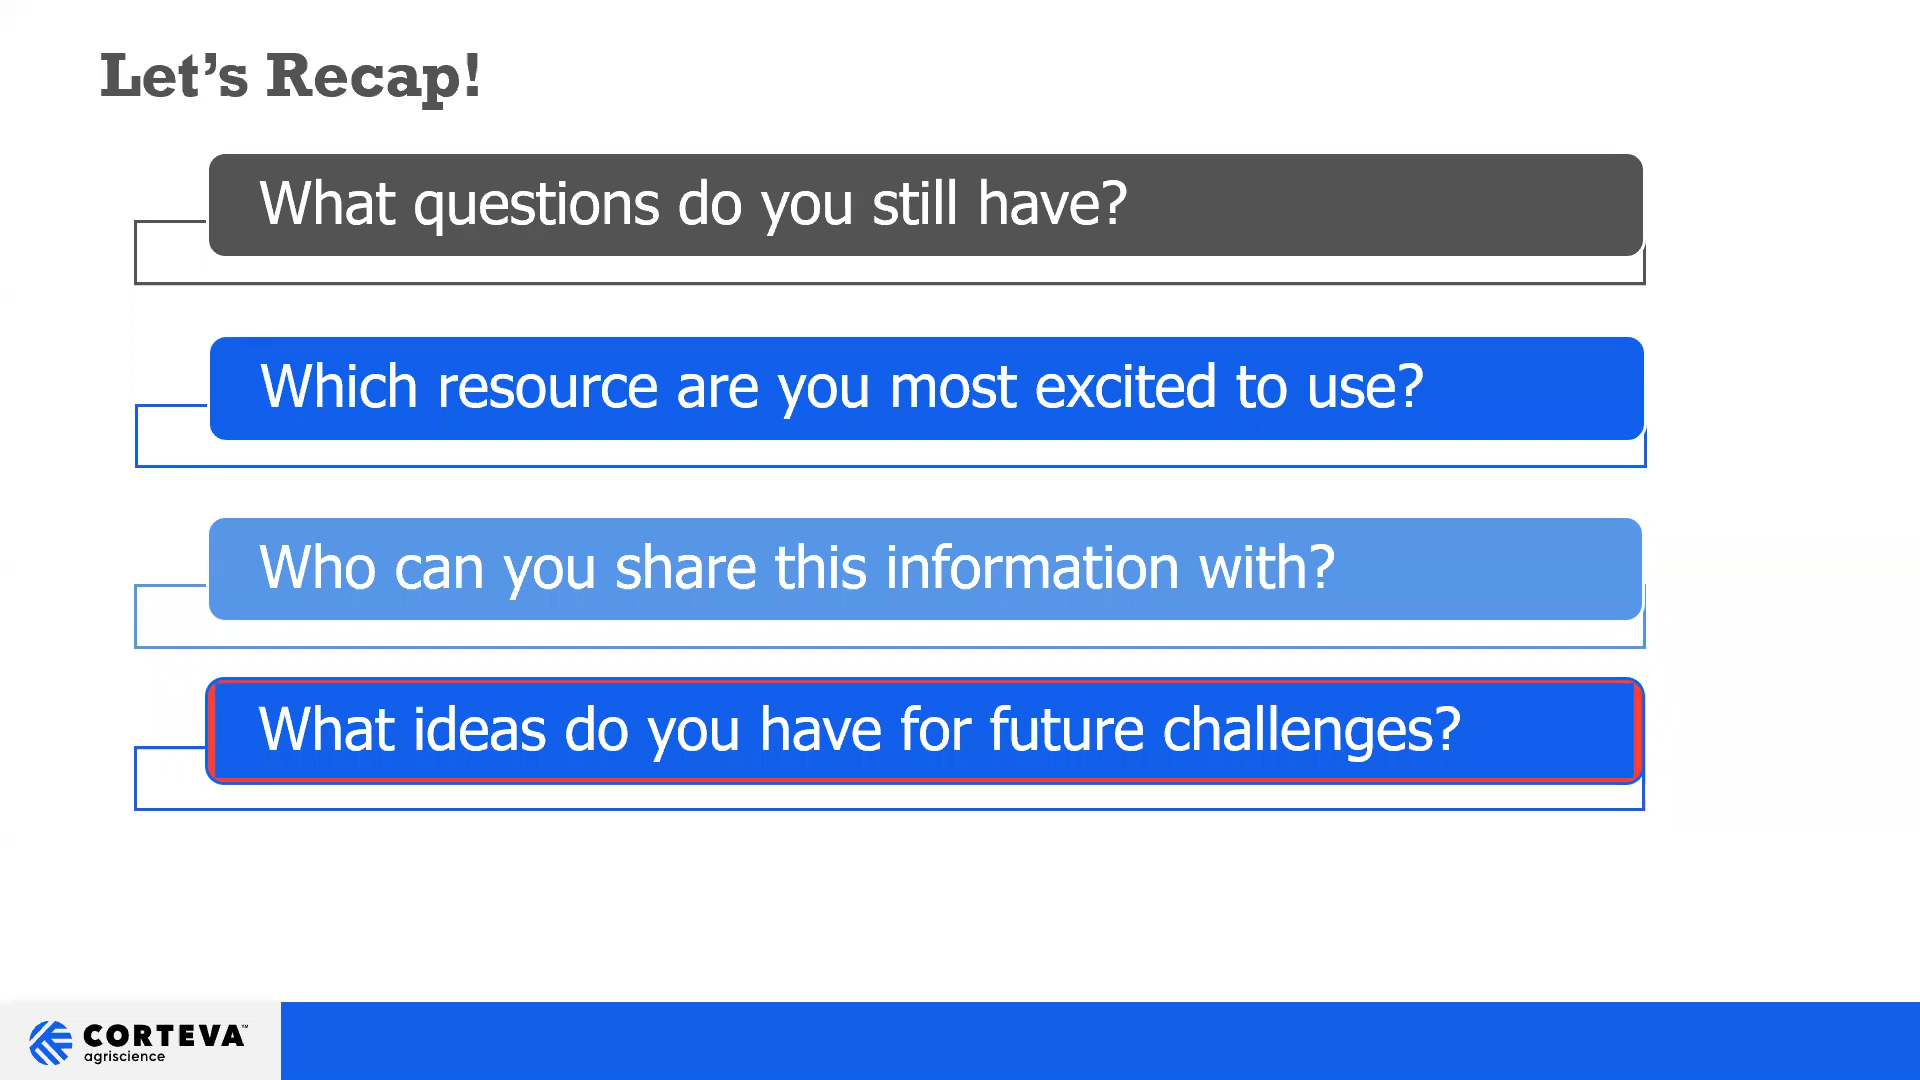 Let’s Recap!
What questions do you still have?
Which resource are you most excited to use?
Who can you share this information with?
What ideas do you have for future challenges?
CORTEVA™
agriscience